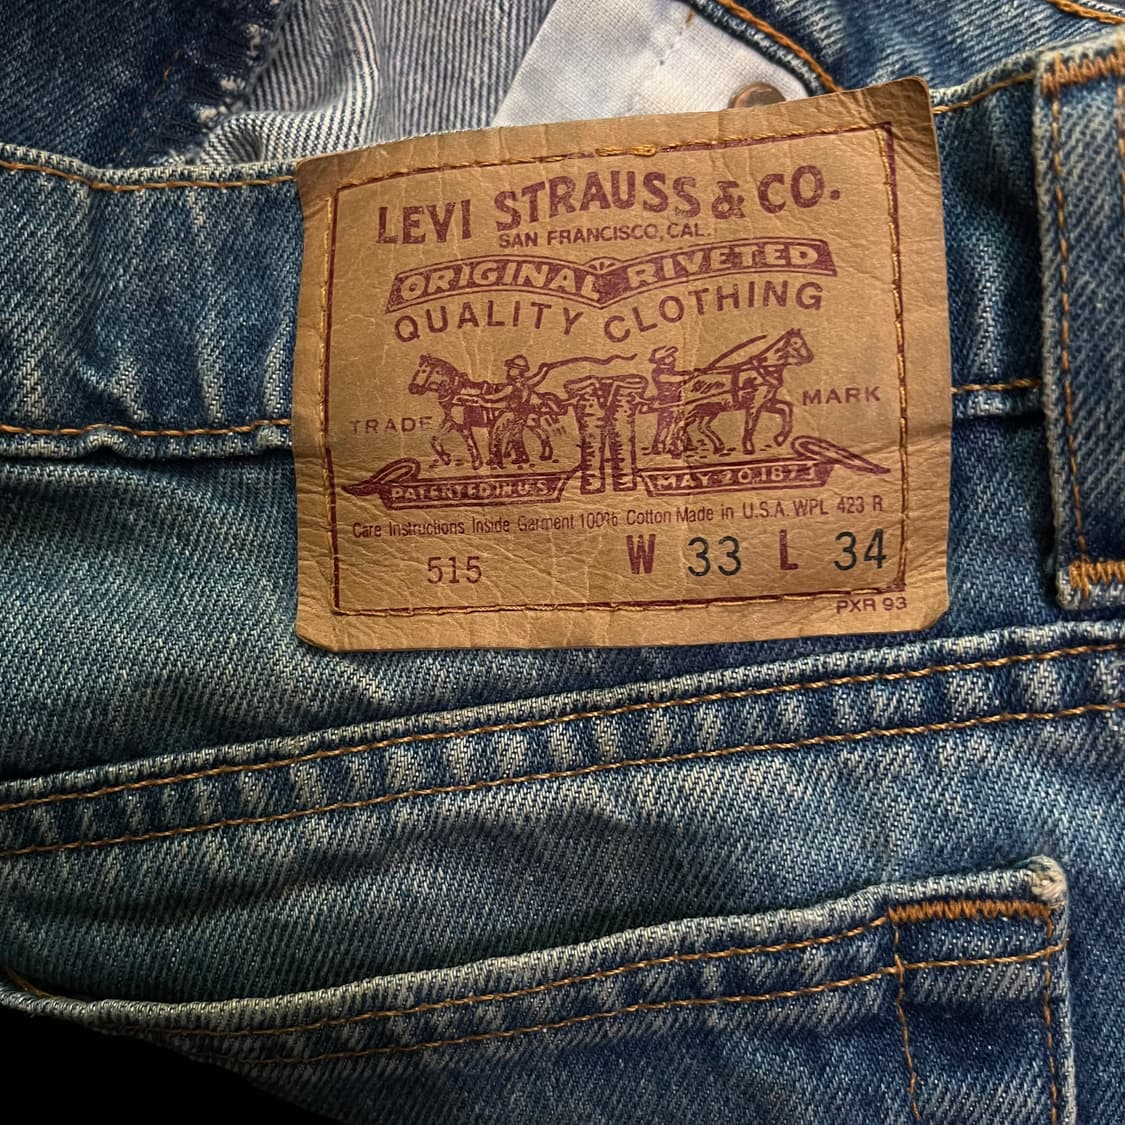 LEVI STRAUSS & CO.
SAN FRANCISCO, CAL.
ORIGINAL RIVETED
QUALITY CLOTHING
TRADE MARK
PATENTED IN U.S. MAY 20 1873
Care Instructions Inside Garment 100% Cotton Made in U.S.A. WPL 423 R
515 W 33 L 34
PXR 93